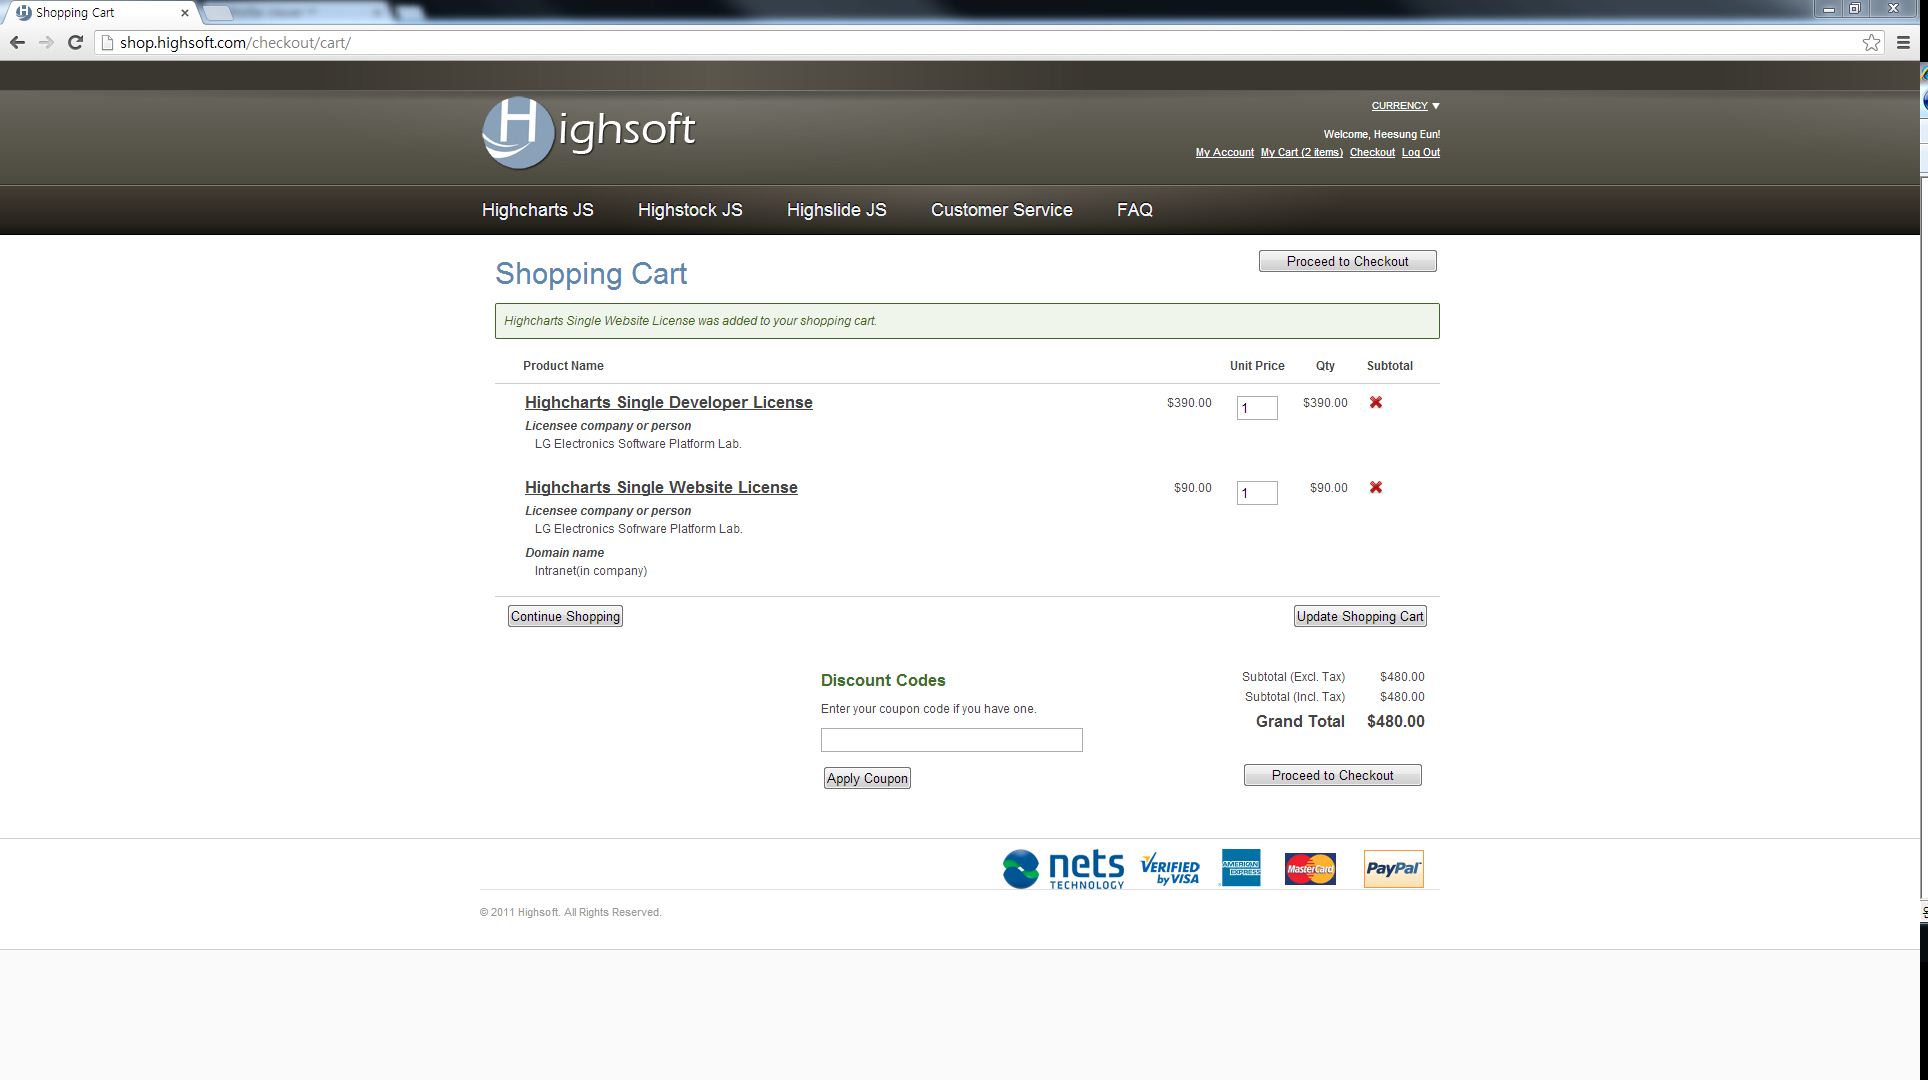 Shopping Cart
shop.highsoft.com/checkout/cart/
Highsoft
CURRENCY ▼
Welcome, Heesung Eun!
My Account My Cart (2 items) Checkout Log Out
Highcharts JS Highstock JS Highslide JS Customer Service FAQ
Shopping Cart
Proceed to Checkout
Highcharts Single Website License was added to your shopping cart.
Product Name Unit Price Qty Subtotal
Highcharts Single Developer License $390.00 1 $390.00
Licensee company or person
LG Electronics Software Platform Lab.
Highcharts Single Website License $90.00 1 $90.00
Licensee company or person
LG Electronics Sofrware Platform Lab.
Domain name
Intranet(in company)
Continue Shopping Update Shopping Cart
Discount Codes
Enter your coupon code if you have one.
Apply Coupon
Subtotal (Excl. Tax) $480.00
Subtotal (Incl. Tax) $480.00
Grand Total $480.00
Proceed to Checkout
nets TECHNOLOGY
VERIFIED by VISA
AMERICAN EXPRESS
MasterCard
PayPal
© 2011 Highsoft. All Rights Reserved.